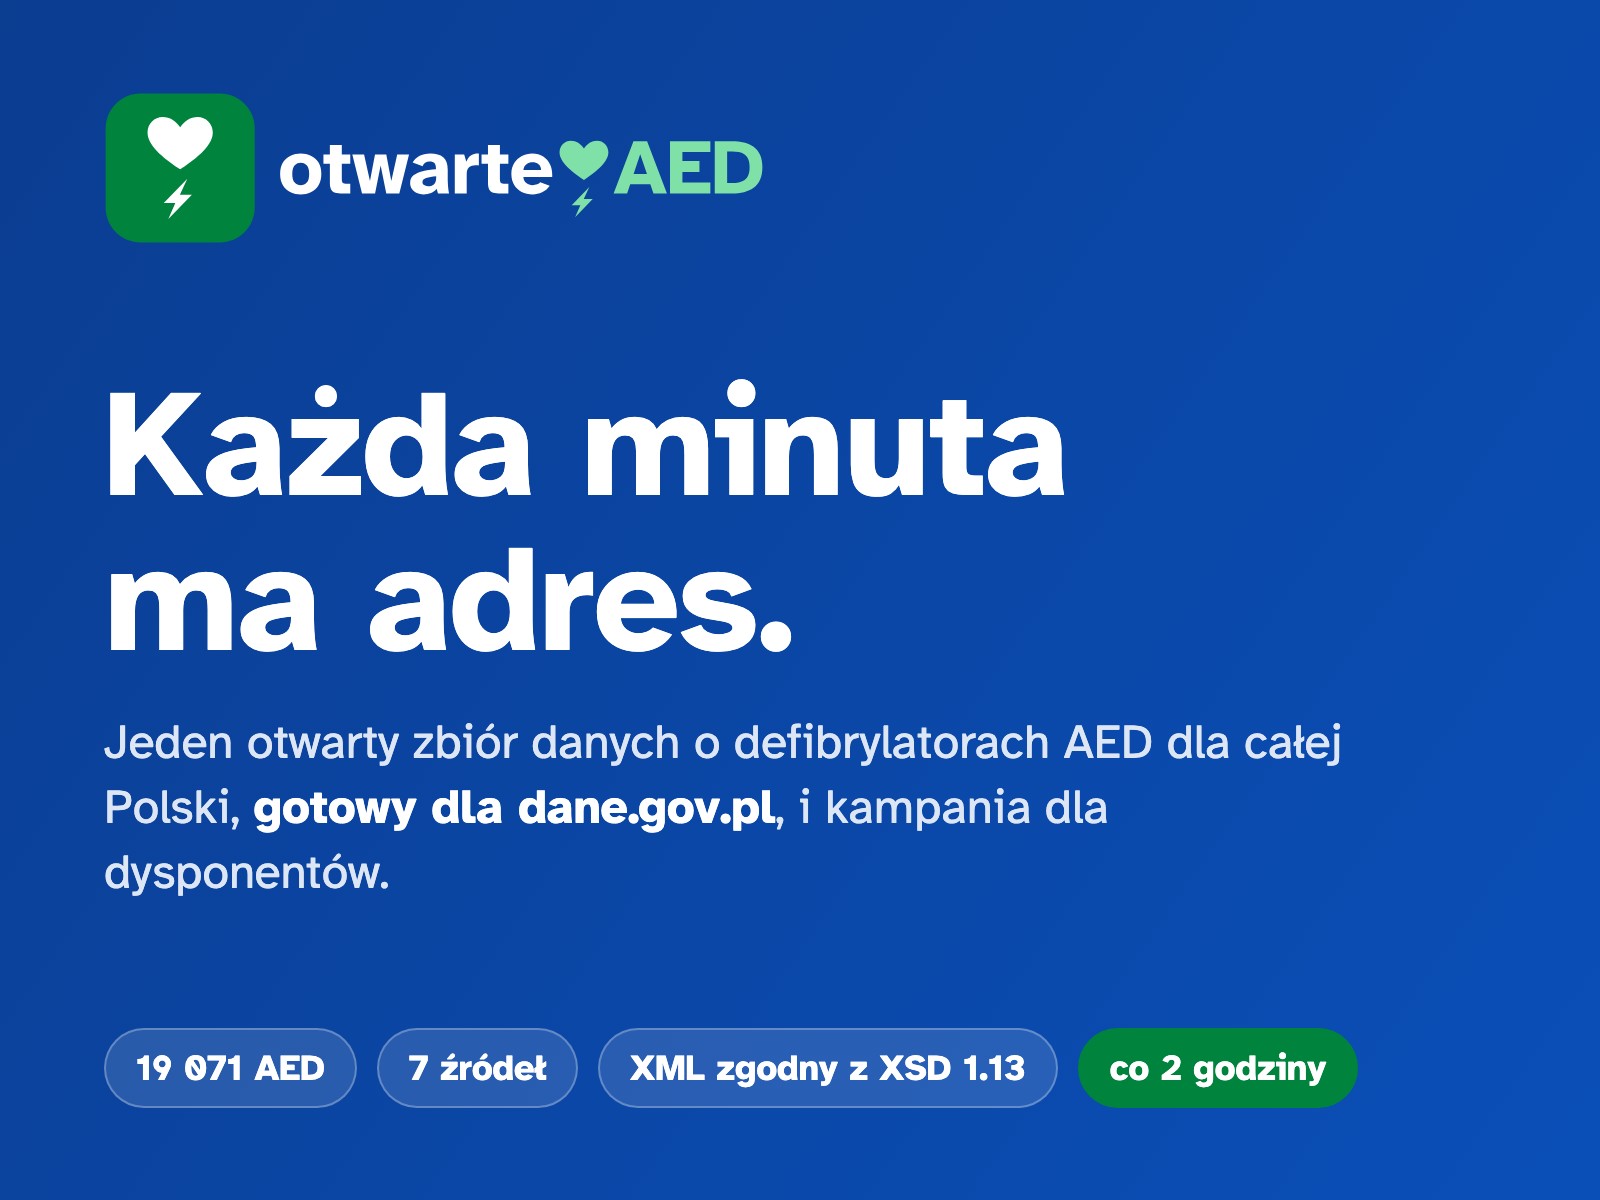 otwarte AED
Każda minuta
ma adres.
Jeden otwarty zbiór danych o defibrylatorach AED dla całej
Polski, gotowy dla dane.gov.pl, i kampania dla
dysponentów.
19 071 AED
7 źródeł
XML zgodny z XSD 1.13
co 2 godziny